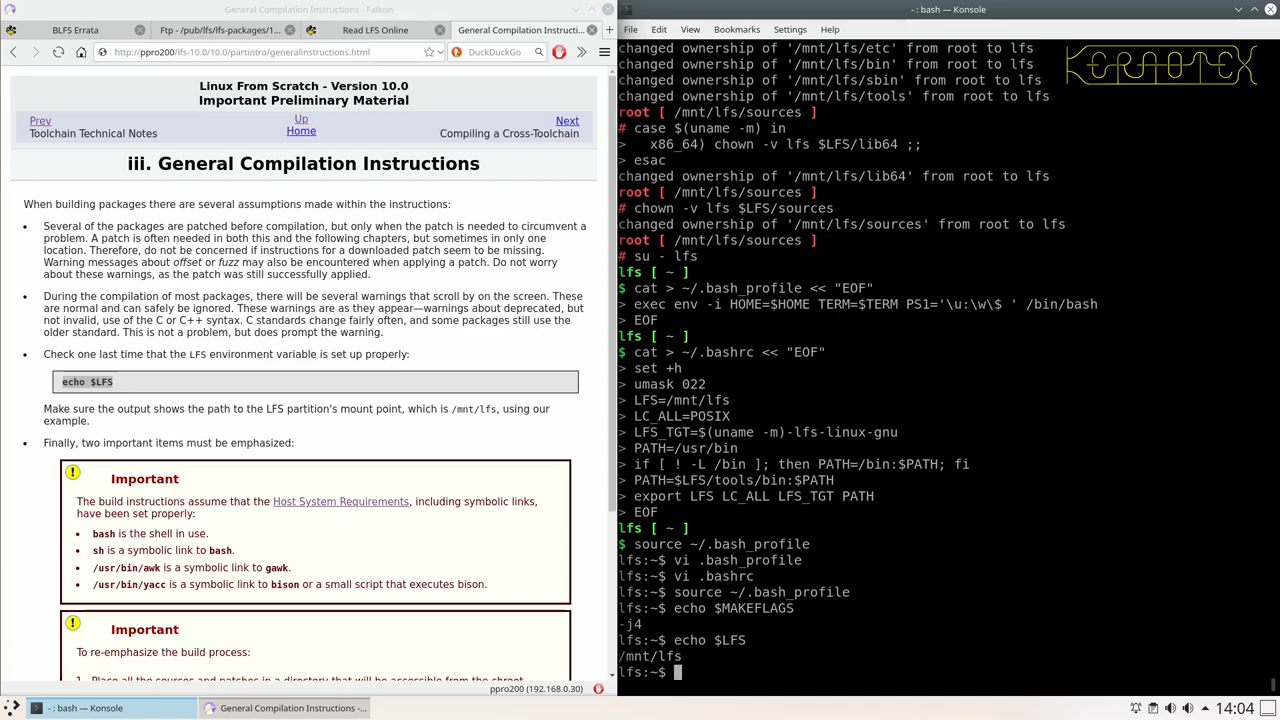 General Compilation Instructions - Falkon
BLFS Errata
Ftp - /pub/lfs/lfs-packages/1...
Read LFS Online
General Compilation Instructions:...
http://ppro200/lfs-10.0/10.0/partintro/generalinstructions.html
DuckDuckGo
Linux From Scratch - Version 10.0
Important Preliminary Material
Prev
Up
Next
Toolchain Technical Notes
Home
Compiling a Cross-Toolchain
iii. General Compilation Instructions
When building packages there are several assumptions made within the instructions:
Several of the packages are patched before compilation, but only when the patch is needed to circumvent a
problem. A patch is often needed in both this and the following chapters, but sometimes in only one
location. Therefore, do not be concerned if instructions for a downloaded patch seem to be missing.
Warning messages about offset or fuzz may also be encountered when applying a patch. Do not worry
about these warnings, as the patch was still successfully applied.
During the compilation of most packages, there will be several warnings that scroll by on the screen. These
are normal and can safely be ignored. These warnings are as they appear—warnings about deprecated, but
not invalid, use of the C or C++ syntax. C standards change fairly often, and some packages still use the
older standard. This is not a problem, but does prompt the warning.
Check one last time that the LFS environment variable is set up properly:
echo $LFS
Make sure the output shows the path to the LFS partition's mount point, which is /mnt/lfs, using our
example.
Finally, two important items must be emphasized:
Important
The build instructions assume that the Host System Requirements, including symbolic links,
have been set properly:
bash is the shell in use.
sh is a symbolic link to bash.
/usr/bin/awk is a symbolic link to gawk.
/usr/bin/yacc is a symbolic link to bison or a small script that executes bison.
Important
To re-emphasize the build process:
1. Place all the sources and patches in a directory that will be accessible from the chroot
ppro200 (192.168.0.30)
- : bash — Konsole
File Edit View Bookmarks Settings Help
changed ownership of '/mnt/lfs/etc' from root to lfs
changed ownership of '/mnt/lfs/bin' from root to lfs
changed ownership of '/mnt/lfs/sbin' from root to lfs
changed ownership of '/mnt/lfs/tools' from root to lfs
root [ /mnt/lfs/sources ]
# case $(uname -m) in
>   x86_64) chown -v lfs $LFS/lib64 ;;
> esac
changed ownership of '/mnt/lfs/lib64' from root to lfs
root [ /mnt/lfs/sources ]
# chown -v lfs $LFS/sources
changed ownership of '/mnt/lfs/sources' from root to lfs
root [ /mnt/lfs/sources ]
# su - lfs
lfs [ ~ ]
$ cat > ~/.bash_profile << "EOF"
> exec env -i HOME=$HOME TERM=$TERM PS1='\u:\w\$ ' /bin/bash
> EOF
lfs [ ~ ]
$ cat > ~/.bashrc << "EOF"
> set +h
> umask 022
> LFS=/mnt/lfs
> LC_ALL=POSIX
> LFS_TGT=$(uname -m)-lfs-linux-gnu
> PATH=/usr/bin
> if [ ! -L /bin ]; then PATH=/bin:$PATH; fi
> PATH=$LFS/tools/bin:$PATH
> export LFS LC_ALL LFS_TGT PATH
> EOF
lfs [ ~ ]
$ source ~/.bash_profile
lfs:~$ vi .bash_profile
lfs:~$ vi .bashrc
lfs:~$ source ~/.bash_profile
lfs:~$ echo $MAKEFLAGS
-j4
lfs:~$ echo $LFS
/mnt/lfs
lfs:~$
KERAOTEX
- : bash — Konsole
General Compilation Instructions -...
14:04